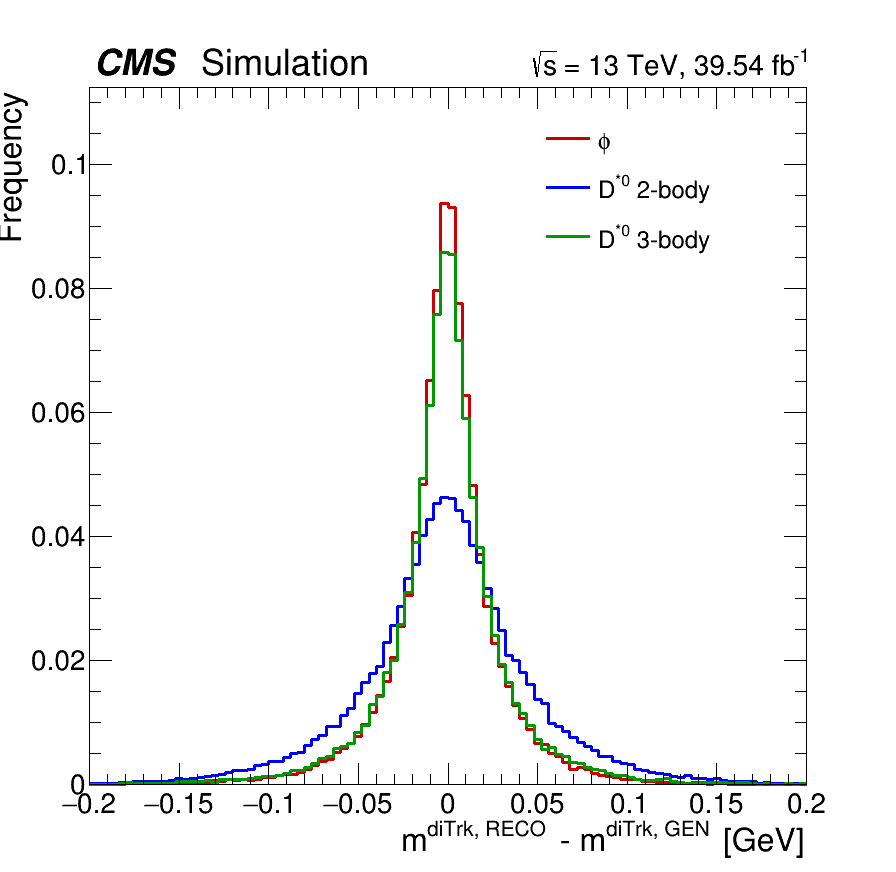 CMS Simulation
√s = 13 TeV, 39.54 fb⁻¹
Frequency
ϕ
D*⁰ 2-body
D*⁰ 3-body
0.1
0.08
0.06
0.04
0.02
0
−0.2 −0.15 −0.1 −0.05 0 0.05 0.1 0.15 0.2
m^diTrk, RECO - m^diTrk, GEN [GeV]